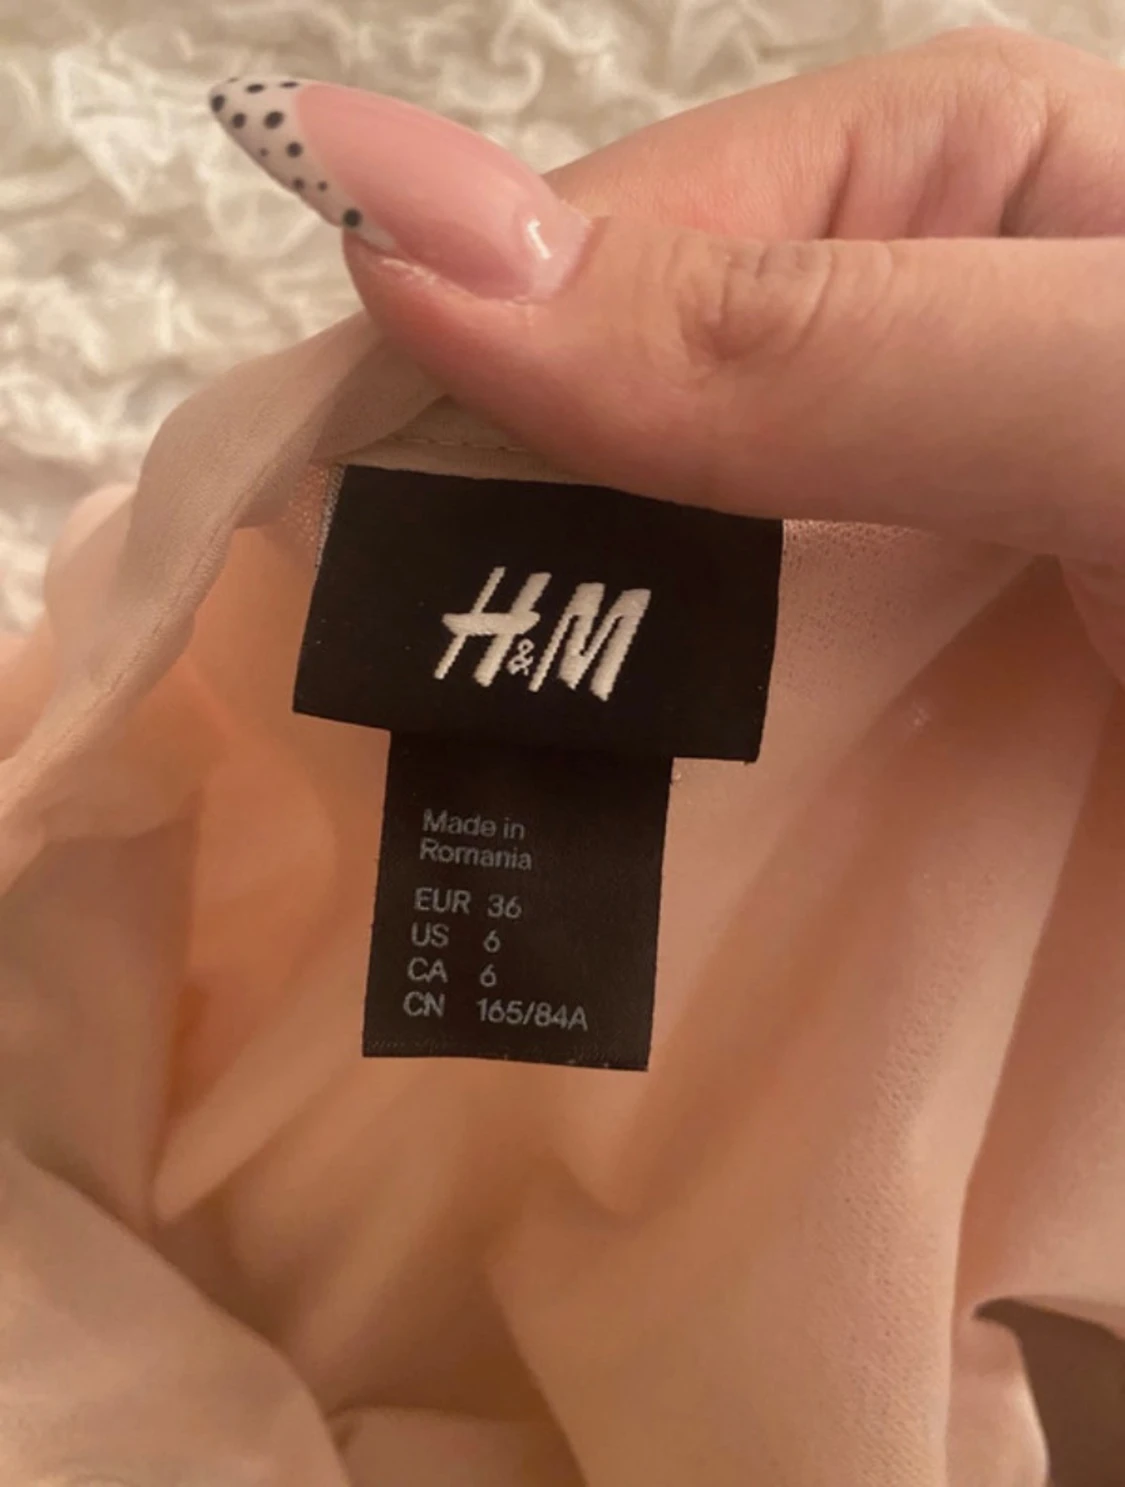 H&M
Made in
Romania
EUR 36
US 6
CA 6
CN 165/84A